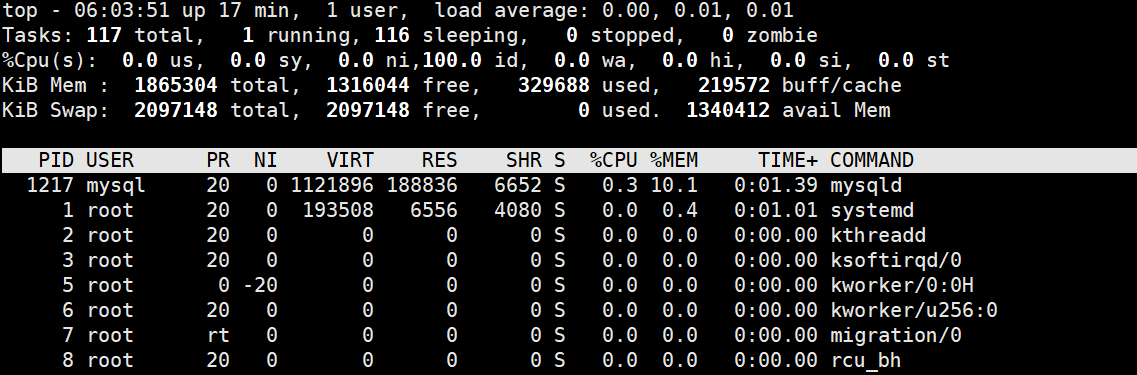 top - 06:03:51 up 17 min,  1 user,  load average: 0.00, 0.01, 0.01
Tasks: 117 total,   1 running, 116 sleeping,   0 stopped,   0 zombie
%Cpu(s):  0.0 us,  0.0 sy,  0.0 ni,100.0 id,  0.0 wa,  0.0 hi,  0.0 si,  0.0 st
KiB Mem :  1865304 total,  1316044 free,   329688 used,   219572 buff/cache
KiB Swap:  2097148 total,  2097148 free,        0 used.  1340412 avail Mem
   PID USER      PR  NI    VIRT    RES    SHR S  %CPU %MEM     TIME+ COMMAND
  1217 mysql     20   0 1121896 188836   6652 S   0.3 10.1   0:01.39 mysqld
     1 root      20   0  193508   6556   4080 S   0.0  0.4   0:01.01 systemd
     2 root      20   0       0      0      0 S   0.0  0.0   0:00.00 kthreadd
     3 root      20   0       0      0      0 S   0.0  0.0   0:00.00 ksoftirqd/0
     5 root       0 -20       0      0      0 S   0.0  0.0   0:00.00 kworker/0:0H
     6 root      20   0       0      0      0 S   0.0  0.0   0:00.00 kworker/u256:0
     7 root      rt   0       0      0      0 S   0.0  0.0   0:00.00 migration/0
     8 root      20   0       0      0      0 S   0.0  0.0   0:00.00 rcu_bh